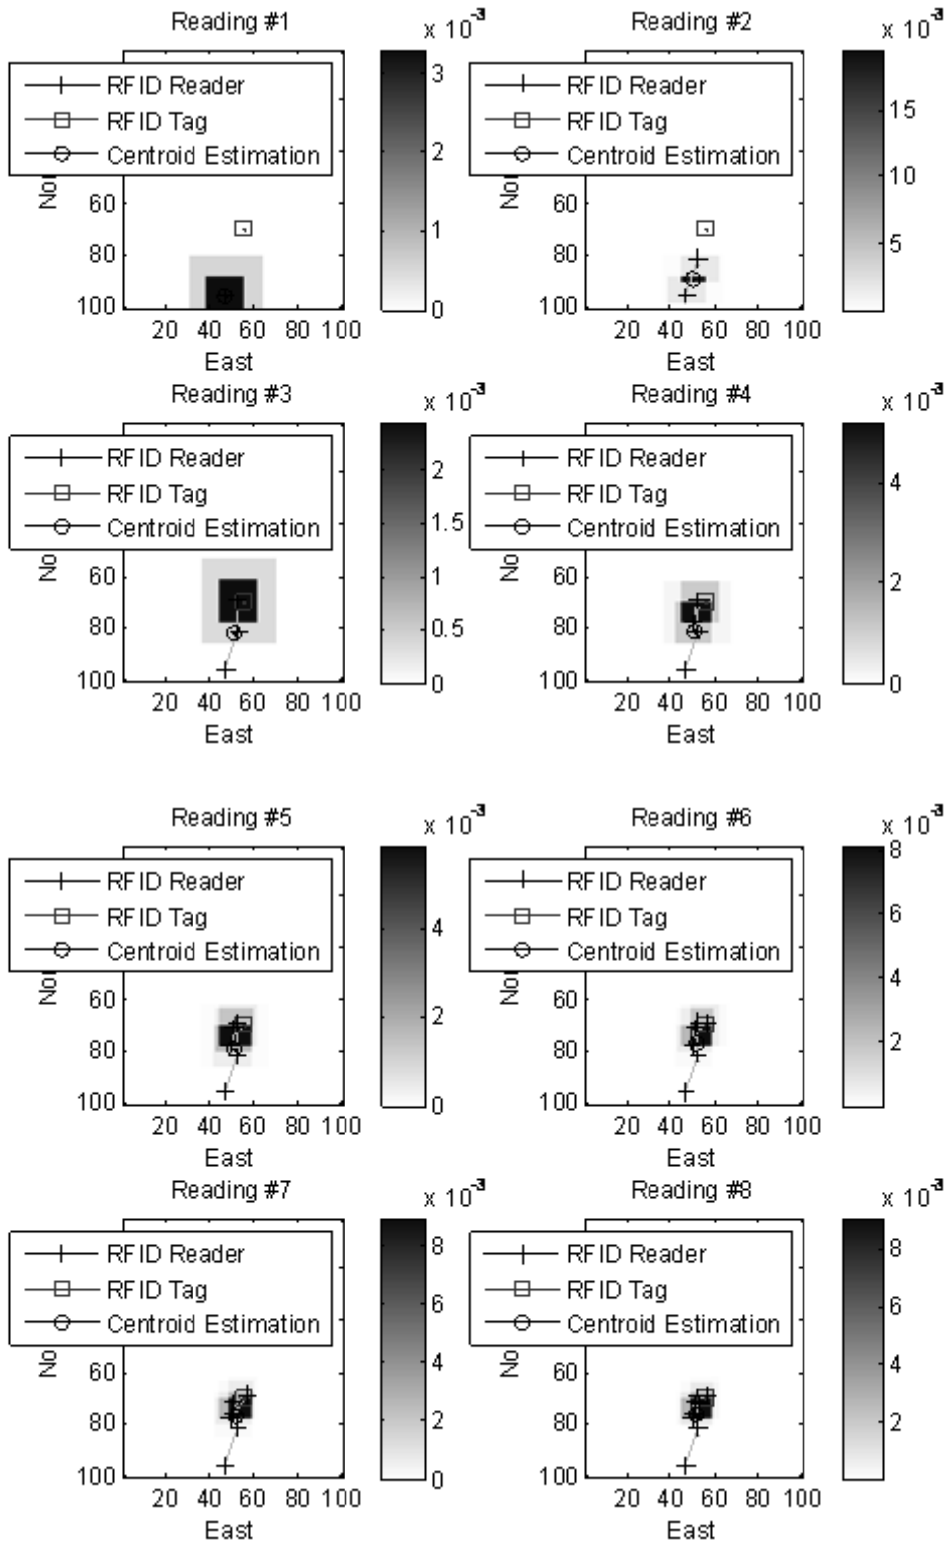 Reading #1
x 10^-3
RFID Reader
RFID Tag
Centroid Estimation
No
60
80
100
20 40 60 80 100
East
3
2
1
0
Reading #2
x 10^-3
RFID Reader
RFID Tag
Centroid Estimation
No
60
80
100
20 40 60 80 100
East
15
10
5
Reading #3
x 10^-3
RFID Reader
RFID Tag
Centroid Estimation
No
60
80
100
20 40 60 80 100
East
2
1.5
1
0.5
0
Reading #4
x 10^-3
RFID Reader
RFID Tag
Centroid Estimation
No
60
80
100
20 40 60 80 100
East
4
2
0
Reading #5
x 10^-3
RFID Reader
RFID Tag
Centroid Estimation
No
60
80
100
20 40 60 80 100
East
4
2
0
Reading #6
x 10^-3
RFID Reader
RFID Tag
Centroid Estimation
No
60
80
100
20 40 60 80 100
East
8
6
4
2
Reading #7
x 10^-3
RFID Reader
RFID Tag
Centroid Estimation
No
60
80
100
20 40 60 80 100
East
8
6
4
2
0
Reading #8
x 10^-3
RFID Reader
RFID Tag
Centroid Estimation
No
60
80
100
20 40 60 80 100
East
8
6
4
2